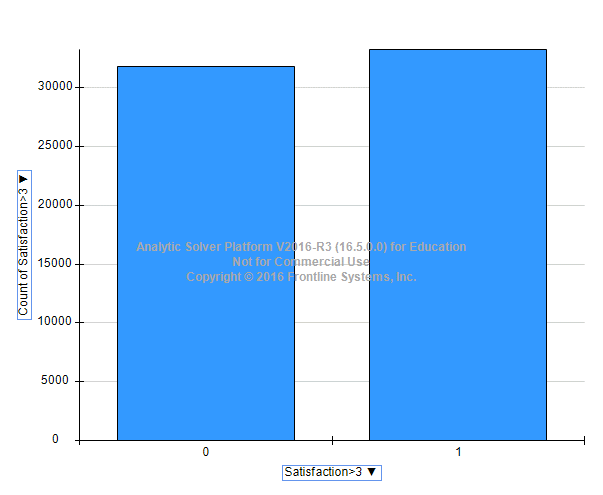 30000
25000
20000
15000
10000
5000
0
Count of Satisfaction>3 ▼
Analytic Solver Platform V2016-R3 (16.5.0.0) for Education
Not for Commercial Use
Copyright © 2016 Frontline Systems, Inc.
0 1
Satisfaction>3 ▼